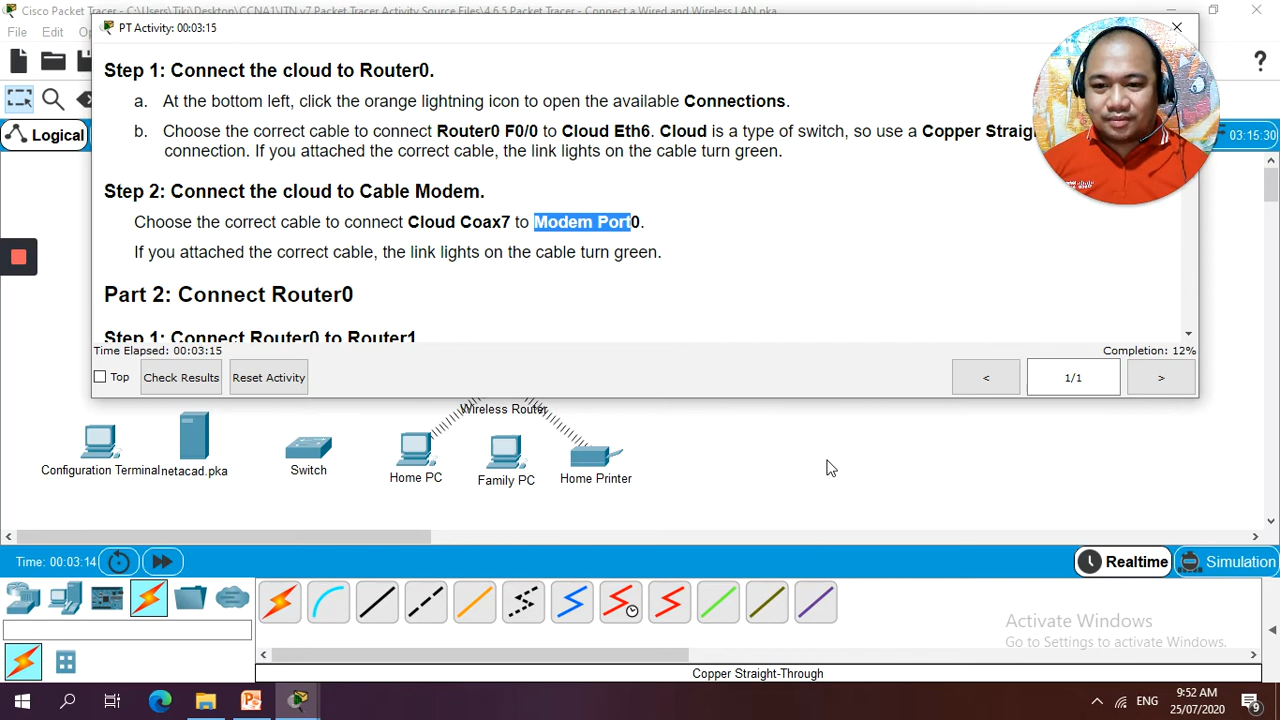 Cisco Packet Tracer - C:\Users\Tiki\Desktop\CCNA1\ITN v7 Packet Tracer Activity Source Files\4.6.5 Packet Tracer - Connect a Wired and Wireless LAN.pka
File Edit
PT Activity: 00:03:15
Logical
03:15:30
Step 1: Connect the cloud to Router0.
a. At the bottom left, click the orange lightning icon to open the available Connections.
b. Choose the correct cable to connect Router0 F0/0 to Cloud Eth6. Cloud is a type of switch, so use a Copper
connection. If you attached the correct cable, the link lights on the cable turn green.
Step 2: Connect the cloud to Cable Modem.
Choose the correct cable to connect Cloud Coax7 to Modem Port0.
If you attached the correct cable, the link lights on the cable turn green.
Part 2: Connect Router0
Step 1: Connect Router0 to Router1
Time Elapsed: 00:03:15
Completion: 12%
Top
Check Results
Reset Activity
<
1/1
>
Wireless Router
Configuration Terminal
netacad.pka
Switch
Home PC
Family PC
Home Printer
Time: 00:03:14
Realtime
Simulation
Activate Windows
Go to Settings to activate Windows.
Copper Straight-Through
ENG
9:52 AM
25/07/2020
9